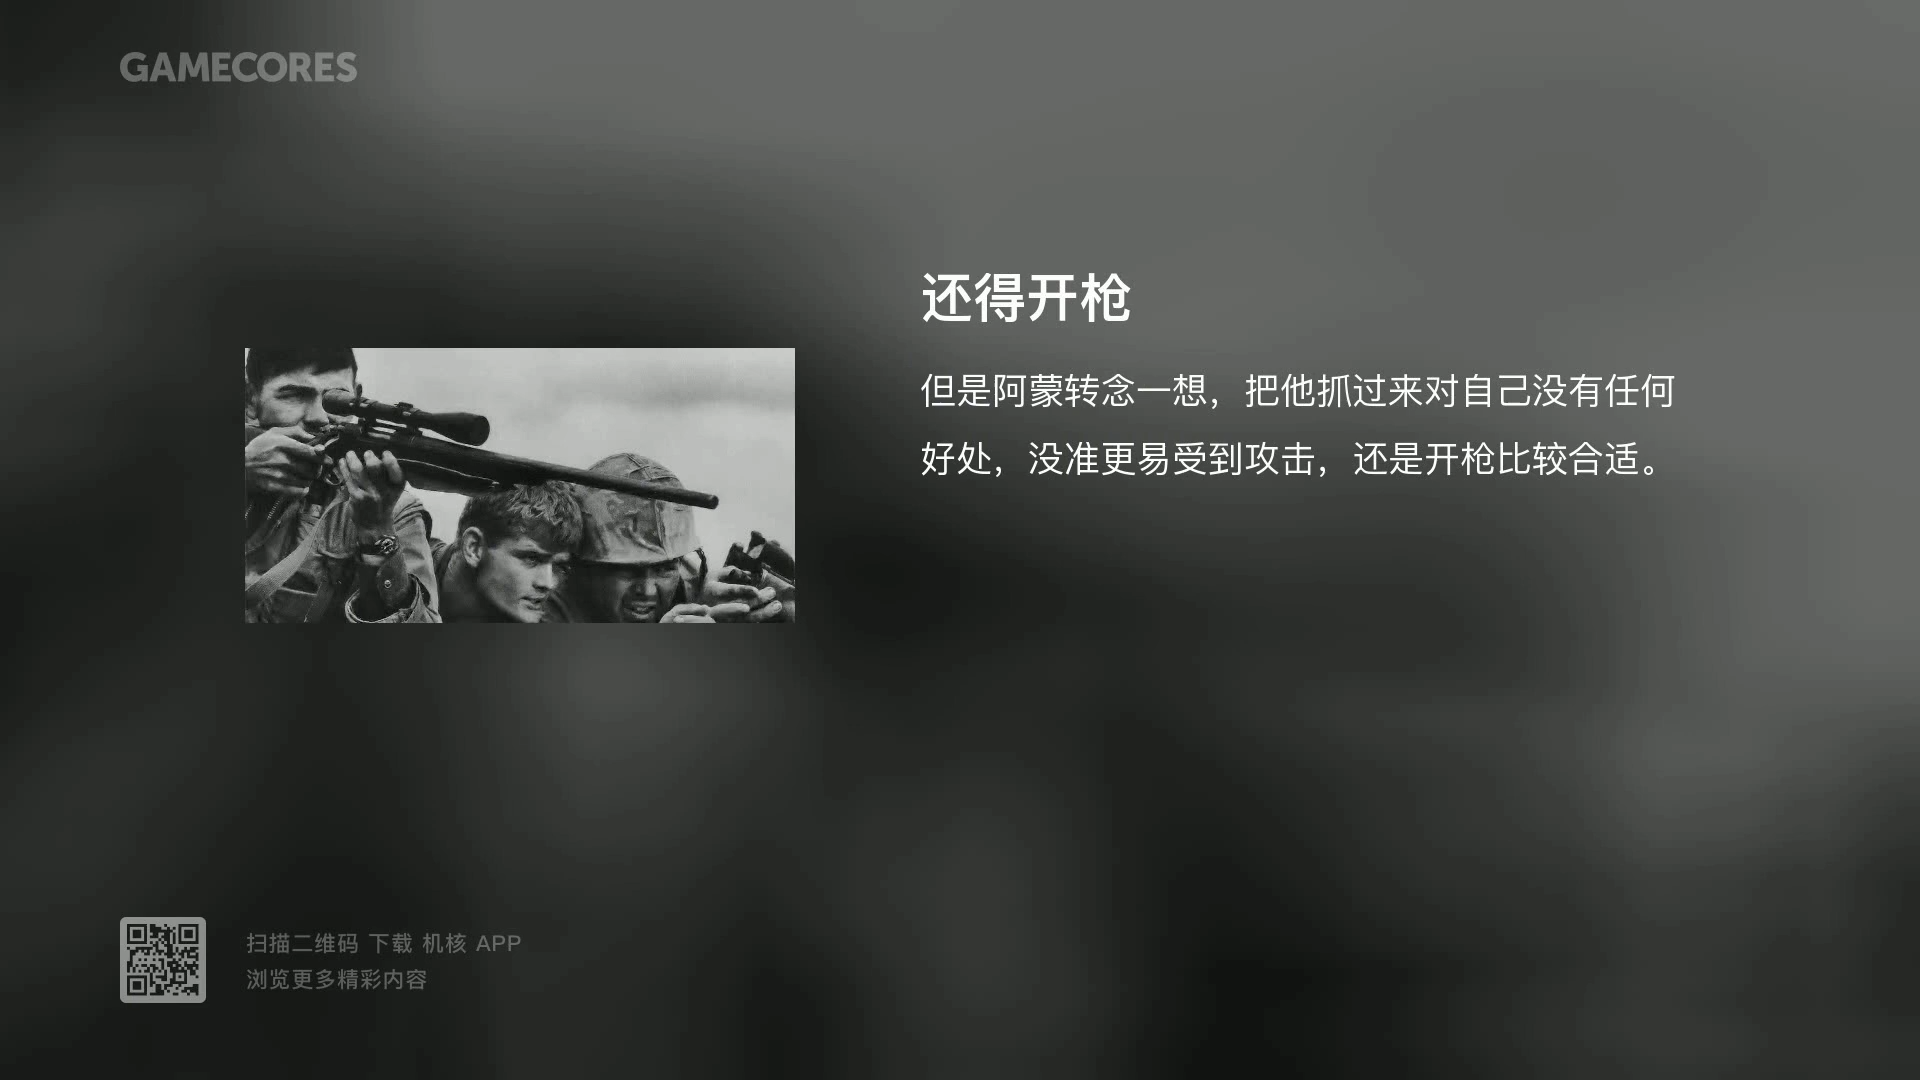 GAMECORES
还得开枪
但是阿蒙转念一想，把他抓过来对自己没有任何
好处，没准更易受到攻击，还是开枪比较合适。
扫描二维码 下载 机核 APP
浏览更多精彩内容